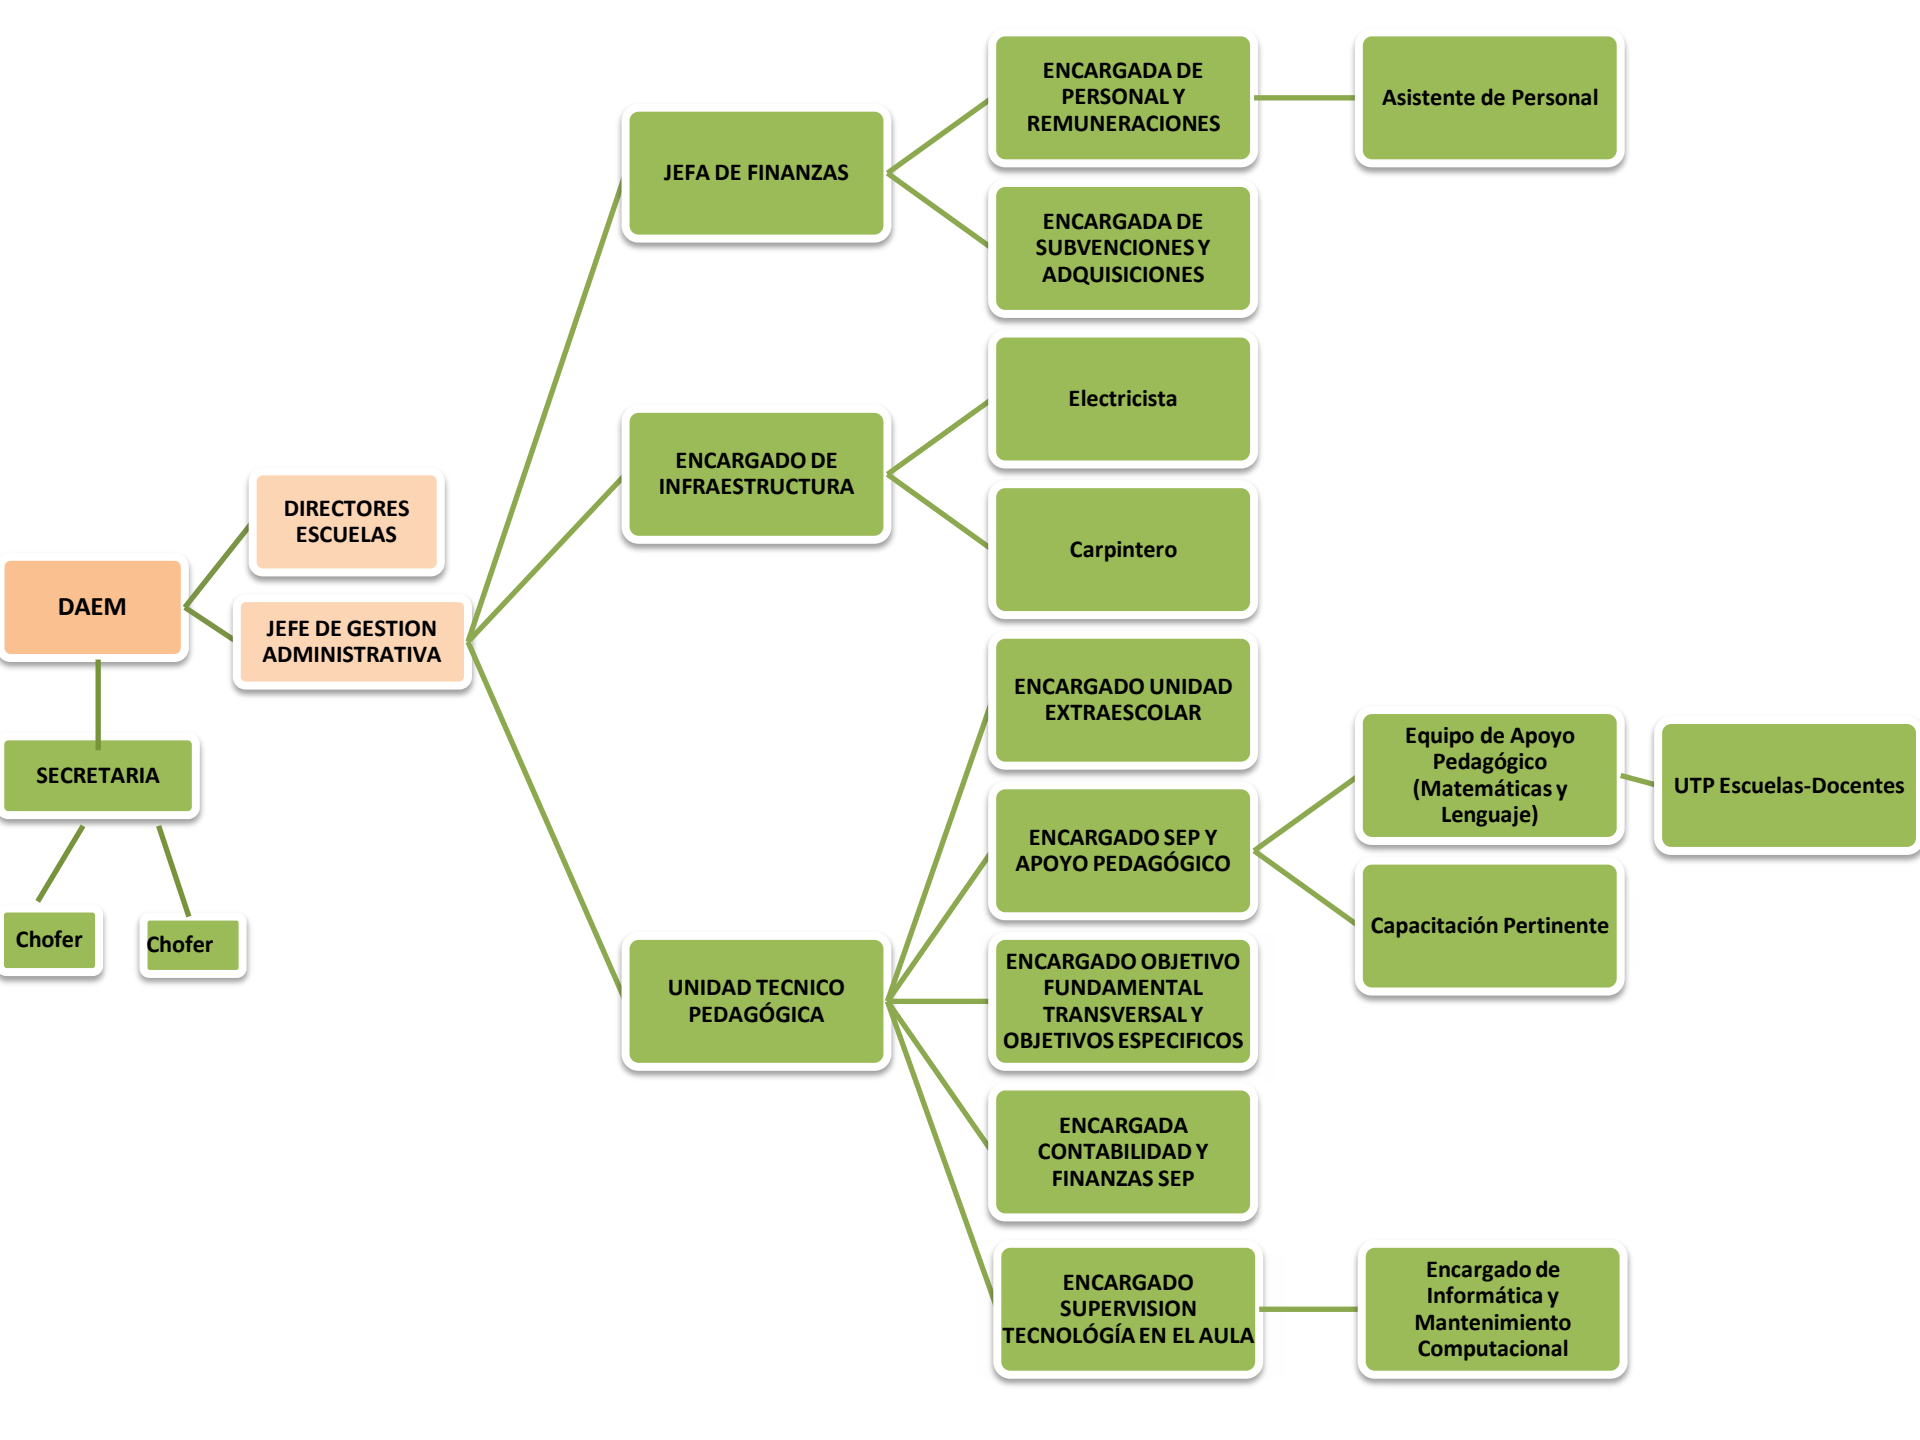 DAEM
DIRECTORES
ESCUELAS
JEFE DE GESTION
ADMINISTRATIVA
SECRETARIA
Chofer
Chofer
JEFA DE FINANZAS
ENCARGADA DE
PERSONAL Y
REMUNERACIONES
Asistente de Personal
ENCARGADA DE
SUBVENCIONES Y
ADQUISICIONES
ENCARGADO DE
INFRAESTRUCTURA
Electricista
Carpintero
UNIDAD TECNICO
PEDAGÓGICA
ENCARGADO UNIDAD
EXTRAESCOLAR
ENCARGADO SEP Y
APOYO PEDAGÓGICO
Equipo de Apoyo
Pedagógico
(Matemáticas y
Lenguaje)
UTP Escuelas-Docentes
Capacitación Pertinente
ENCARGADO OBJETIVO
FUNDAMENTAL
TRANSVERSAL Y
OBJETIVOS ESPECIFICOS
ENCARGADA
CONTABILIDAD Y
FINANZAS SEP
ENCARGADO
SUPERVISION
TECNOLÓGÍA EN EL AULA
Encargado de
Informática y
Mantenimiento
Computacional